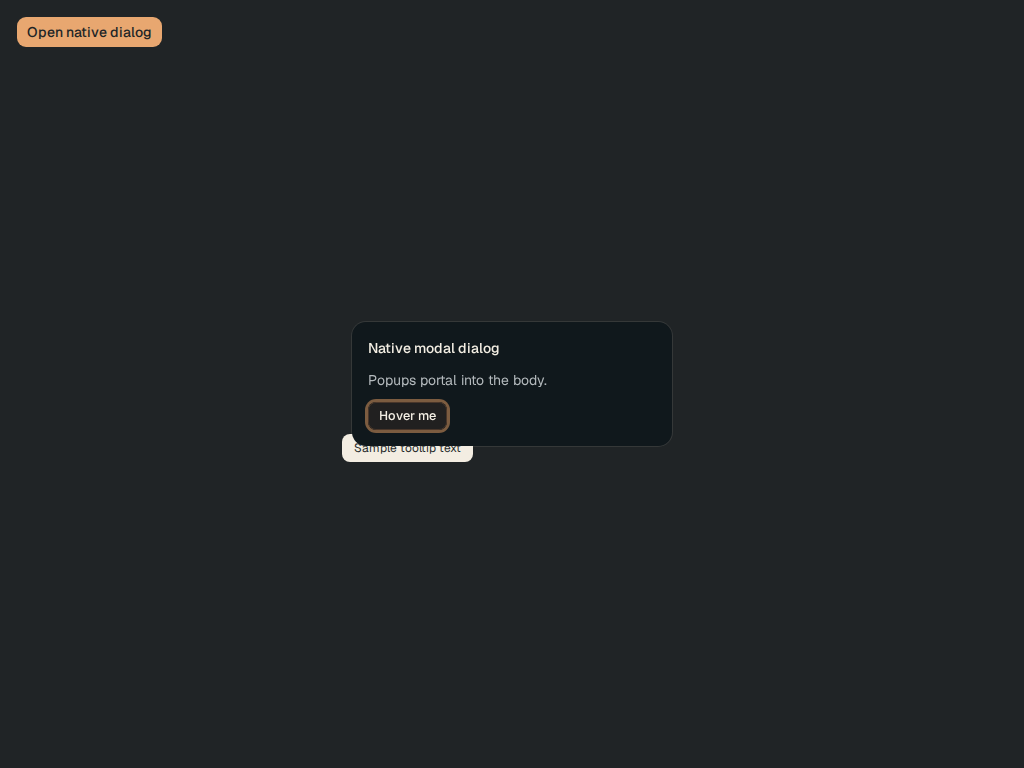 Open native dialog
Native modal dialog
Popups portal into the body.
Hover me
Sample tooltip text